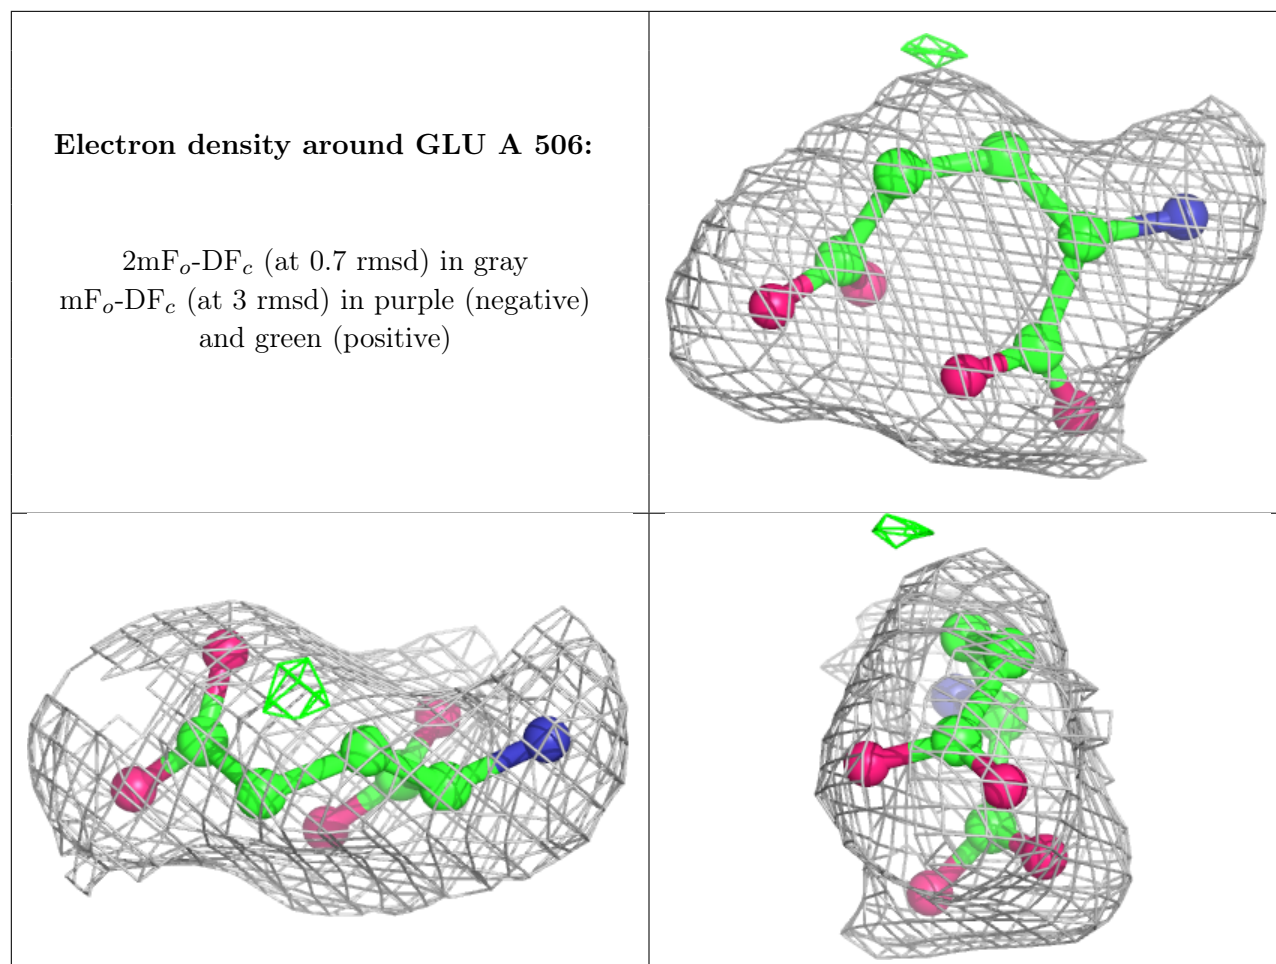 Electron density around GLU A 506:
2mFo-DFc (at 0.7 rmsd) in gray
mFo-DFc (at 3 rmsd) in purple (negative)
and green (positive)